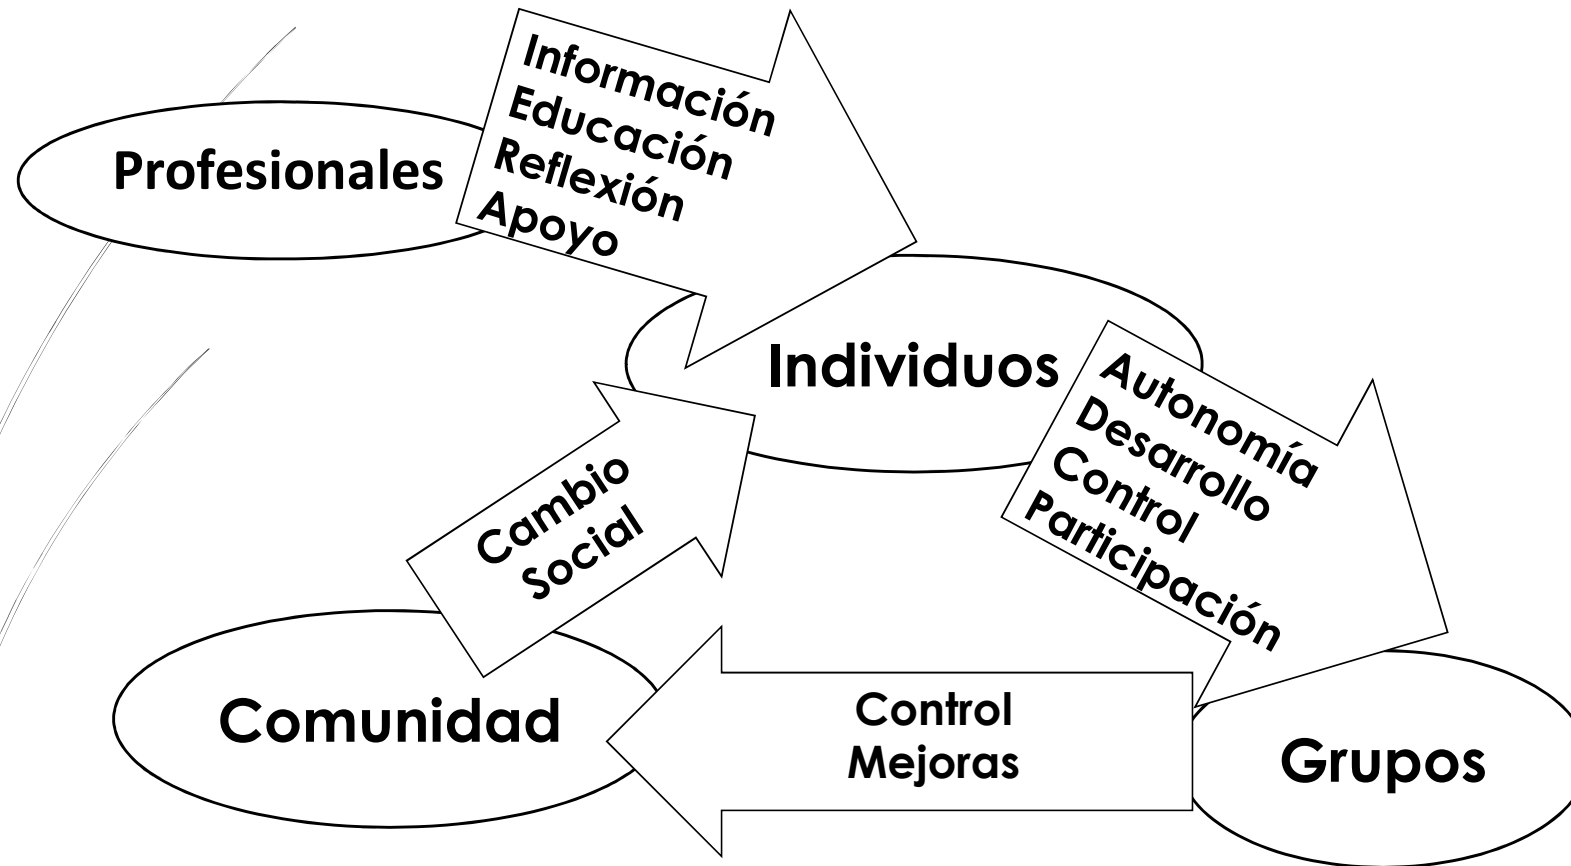 Información
Educación
Reflexión
Apoyo
Profesionales
Individuos
Autonomía
Desarrollo
Control
Participación
Cambio
Social
Comunidad
Control
Mejoras
Grupos